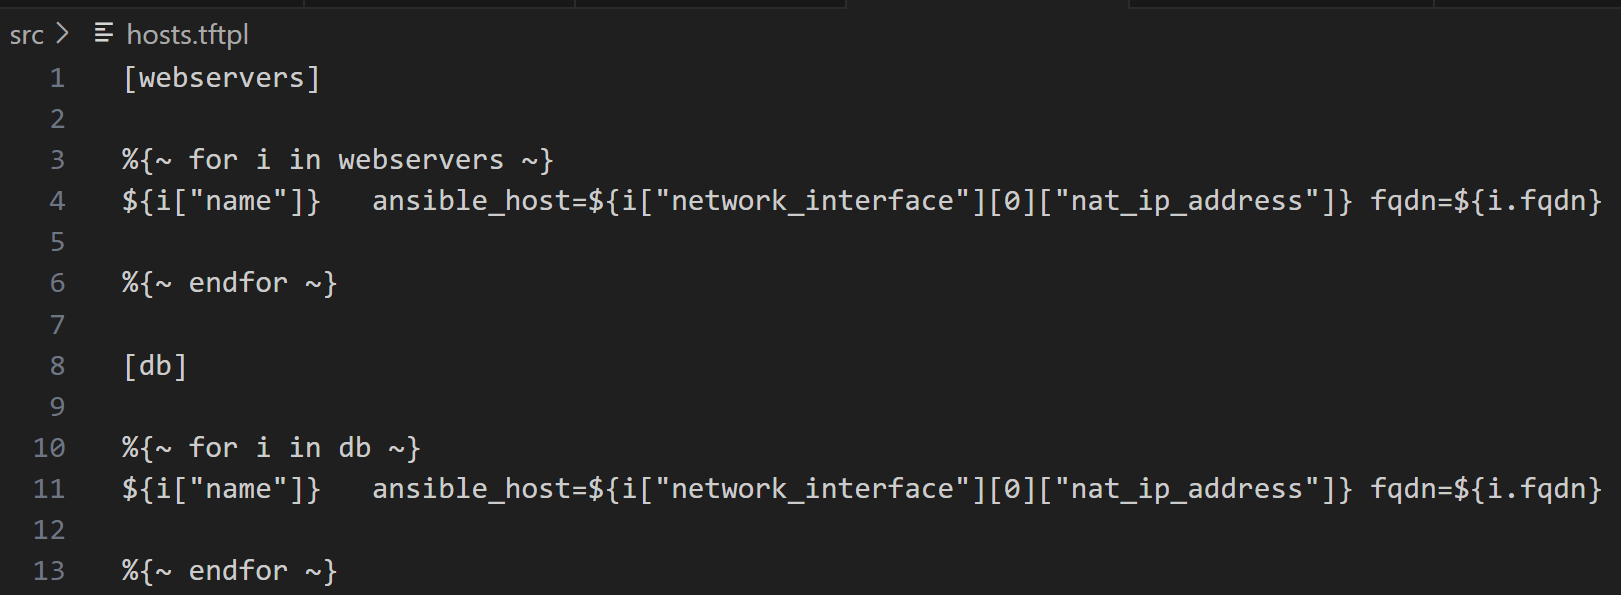 src > hosts.tftpl
1 [webservers]
2
3 %{~ for i in webservers ~}
4 ${i["name"]}   ansible_host=${i["network_interface"][0]["nat_ip_address"]} fqdn=${i.fqdn}
5
6 %{~ endfor ~}
7
8 [db]
9
10 %{~ for i in db ~}
11 ${i["name"]}   ansible_host=${i["network_interface"][0]["nat_ip_address"]} fqdn=${i.fqdn}
12
13 %{~ endfor ~}